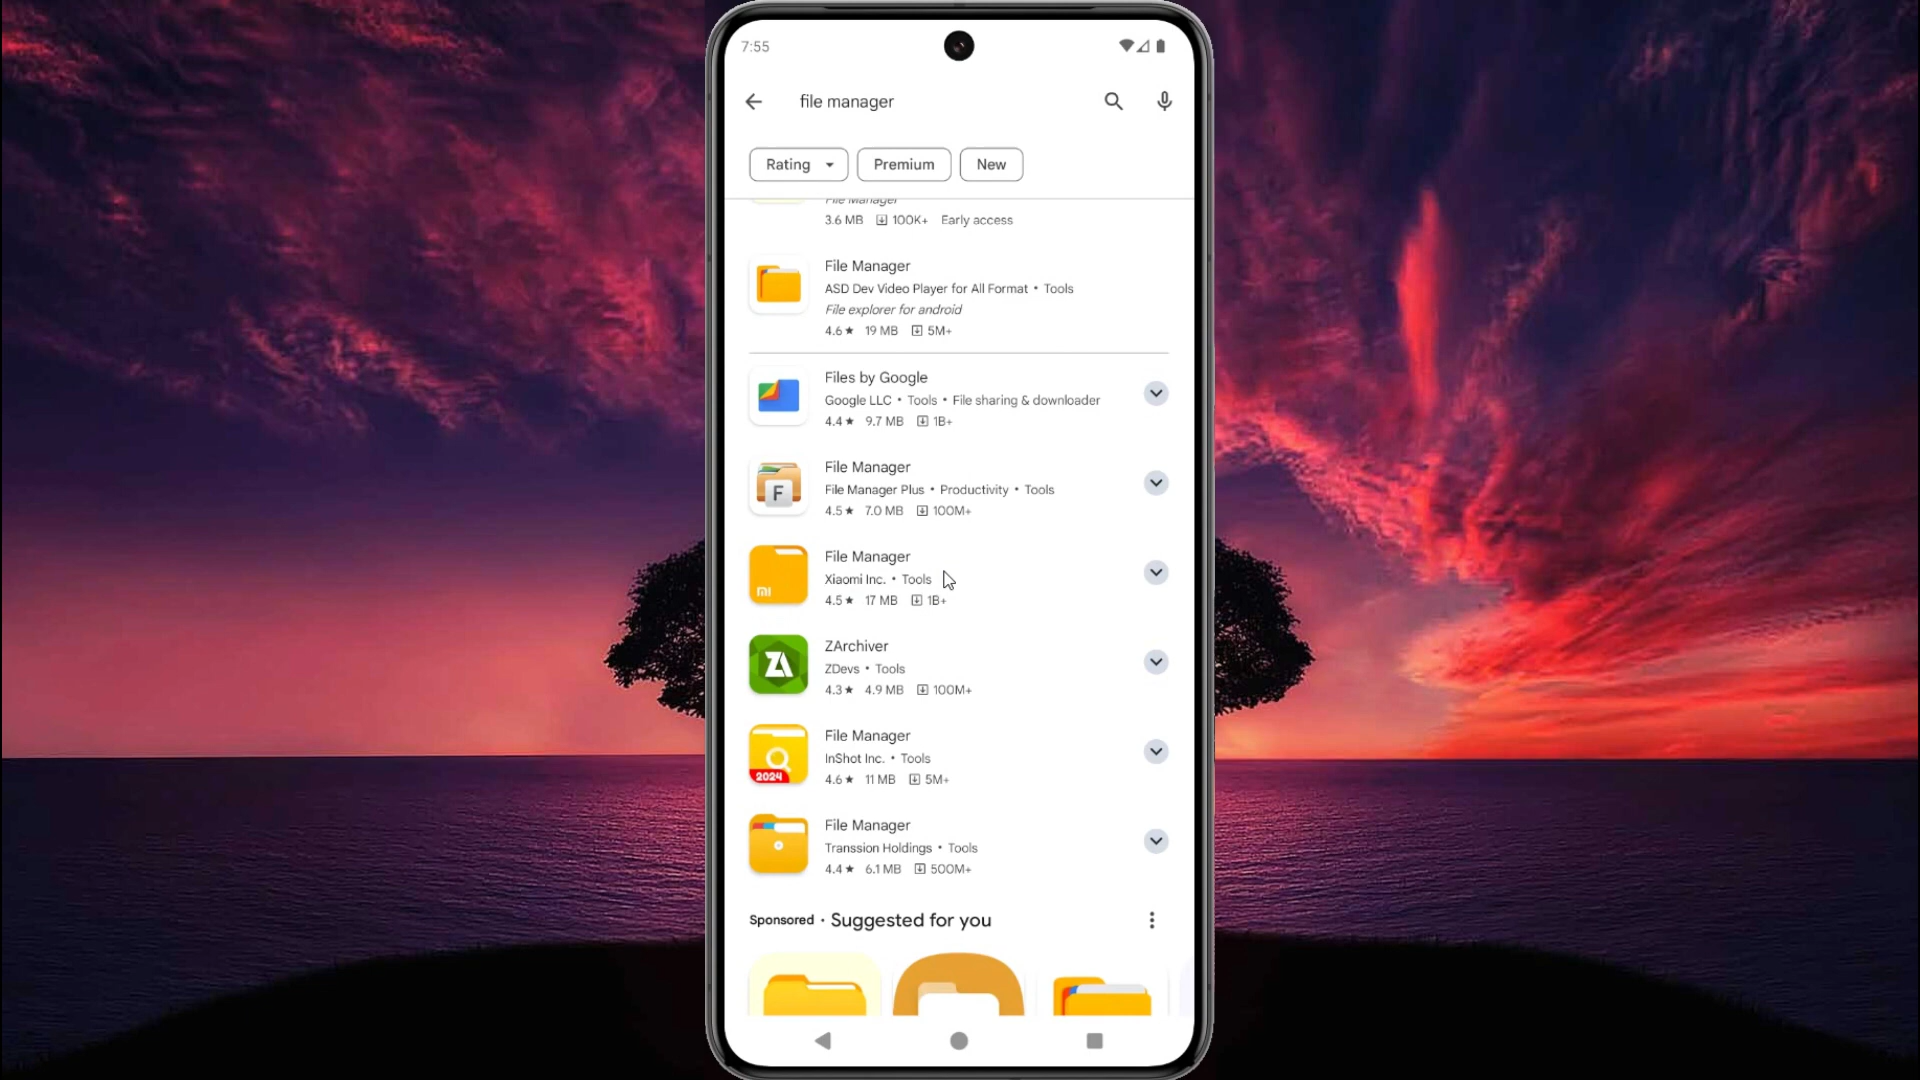 7:55
file manager
Rating
Premium
New
File Manager
3.6 MB 100K+ Early access
File Manager
ASD Dev Video Player for All Format • Tools
File explorer for android
4.6★ 19 MB 5M+
Files by Google
Google LLC • Tools • File sharing & downloader
4.4★ 9.7 MB 1B+
File Manager
File Manager Plus • Productivity • Tools
4.5★ 7.0 MB 100M+
F
File Manager
Xiaomi Inc. • Tools
4.5★ 17 MB 1B+
mi
ZArchiver
ZDevs • Tools
4.3★ 4.9 MB 100M+
ZA
File Manager
InShot Inc. • Tools
4.6★ 11 MB 5M+
2024
File Manager
Transsion Holdings • Tools
4.4★ 6.1 MB 500M+
Sponsored • Suggested for you